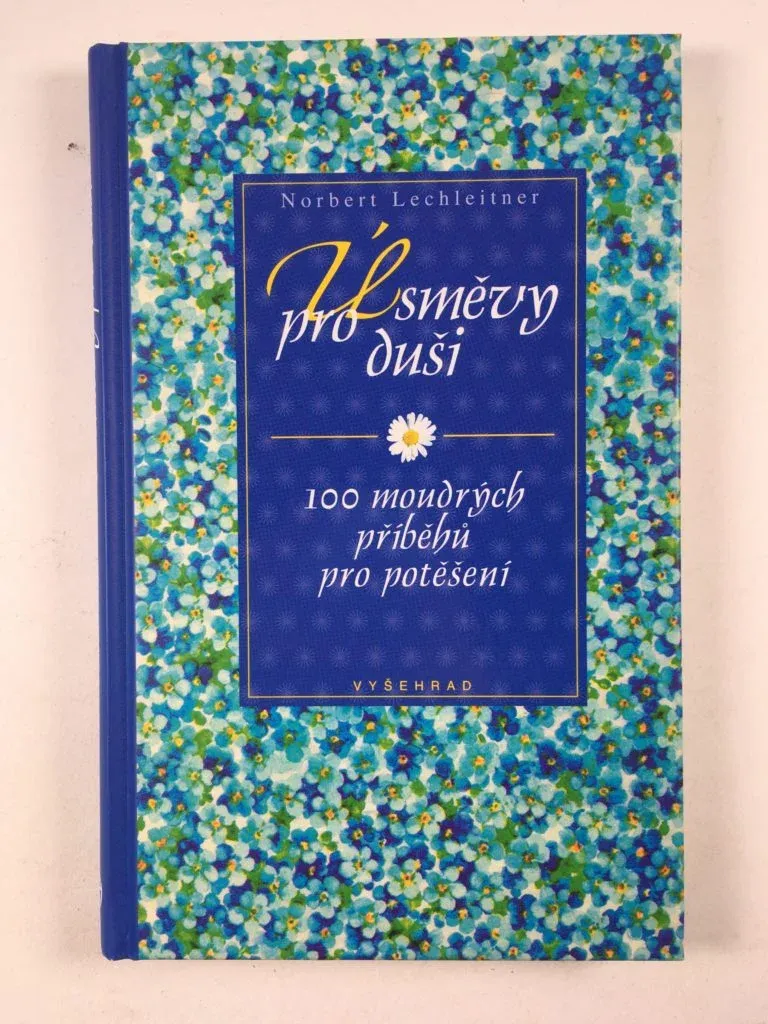 Norbert Lechleitner
Úsměvy
pro
duši
100 moudrých
příběhů
pro potěšení
VYŠEHRAD